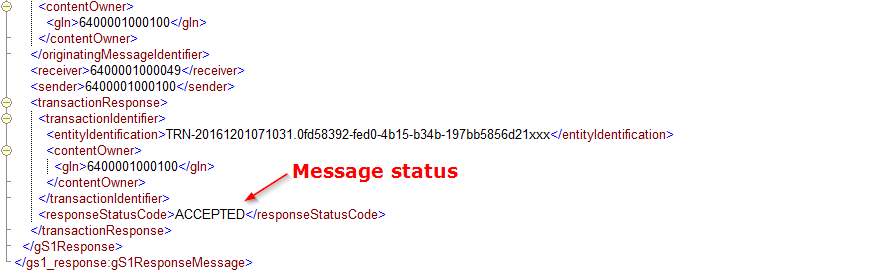 <contentOwner>
<gln>6400001000100</gln>
</contentOwner>
</originatingMessageIdentifier>
<receiver>6400001000049</receiver>
<sender>6400001000100</sender>
<transactionResponse>
<transactionIdentifier>
<entityIdentification>TRN-20161201071031.0fd58392-fed0-4b15-b34b-197bb5856d21xxx</entityIdentification>
<contentOwner>
<gln>6400001000100</gln>
Message status
</contentOwner>
</transactionIdentifier>
<responseStatusCode>ACCEPTED</responseStatusCode>
</transactionResponse>
</gS1Response>
</gs1_response:gS1ResponseMessage>